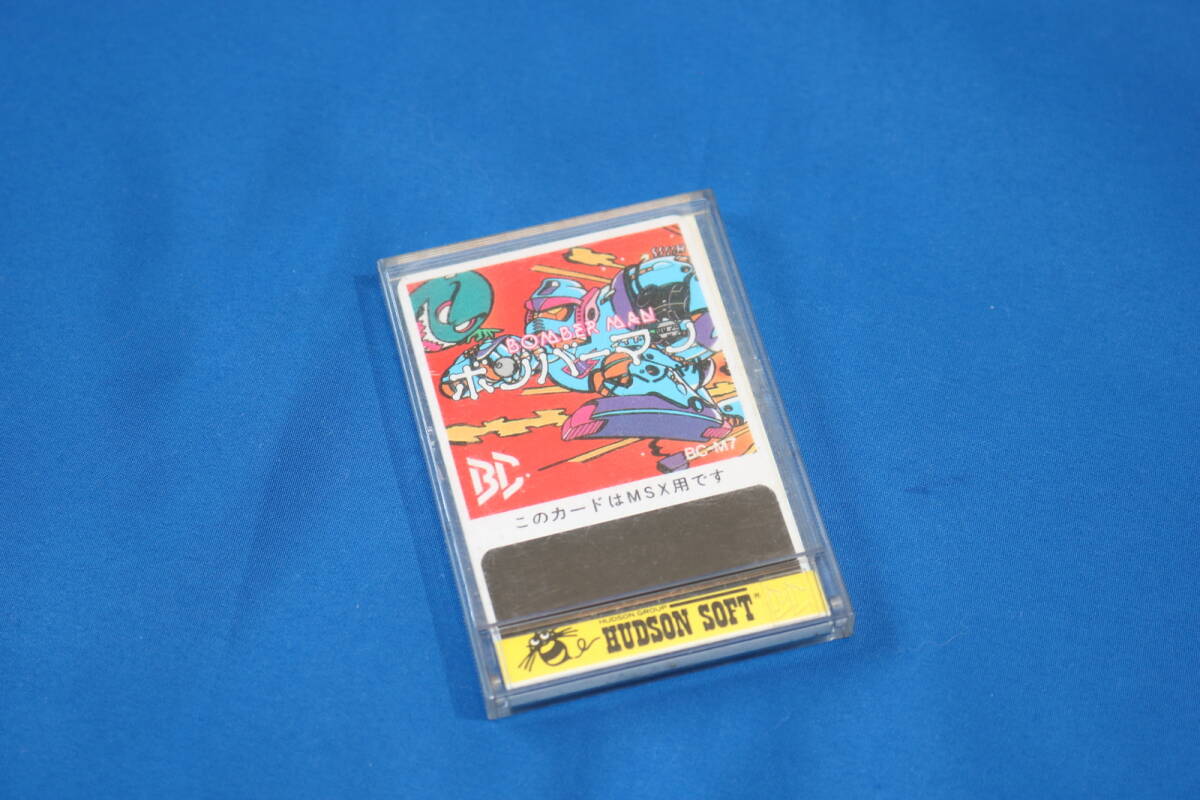 BOMBER MAN
ボンバーマン
BC
BC-M7
このカードはMSX用です
HUDSON GROUP
HUDSON SOFT®